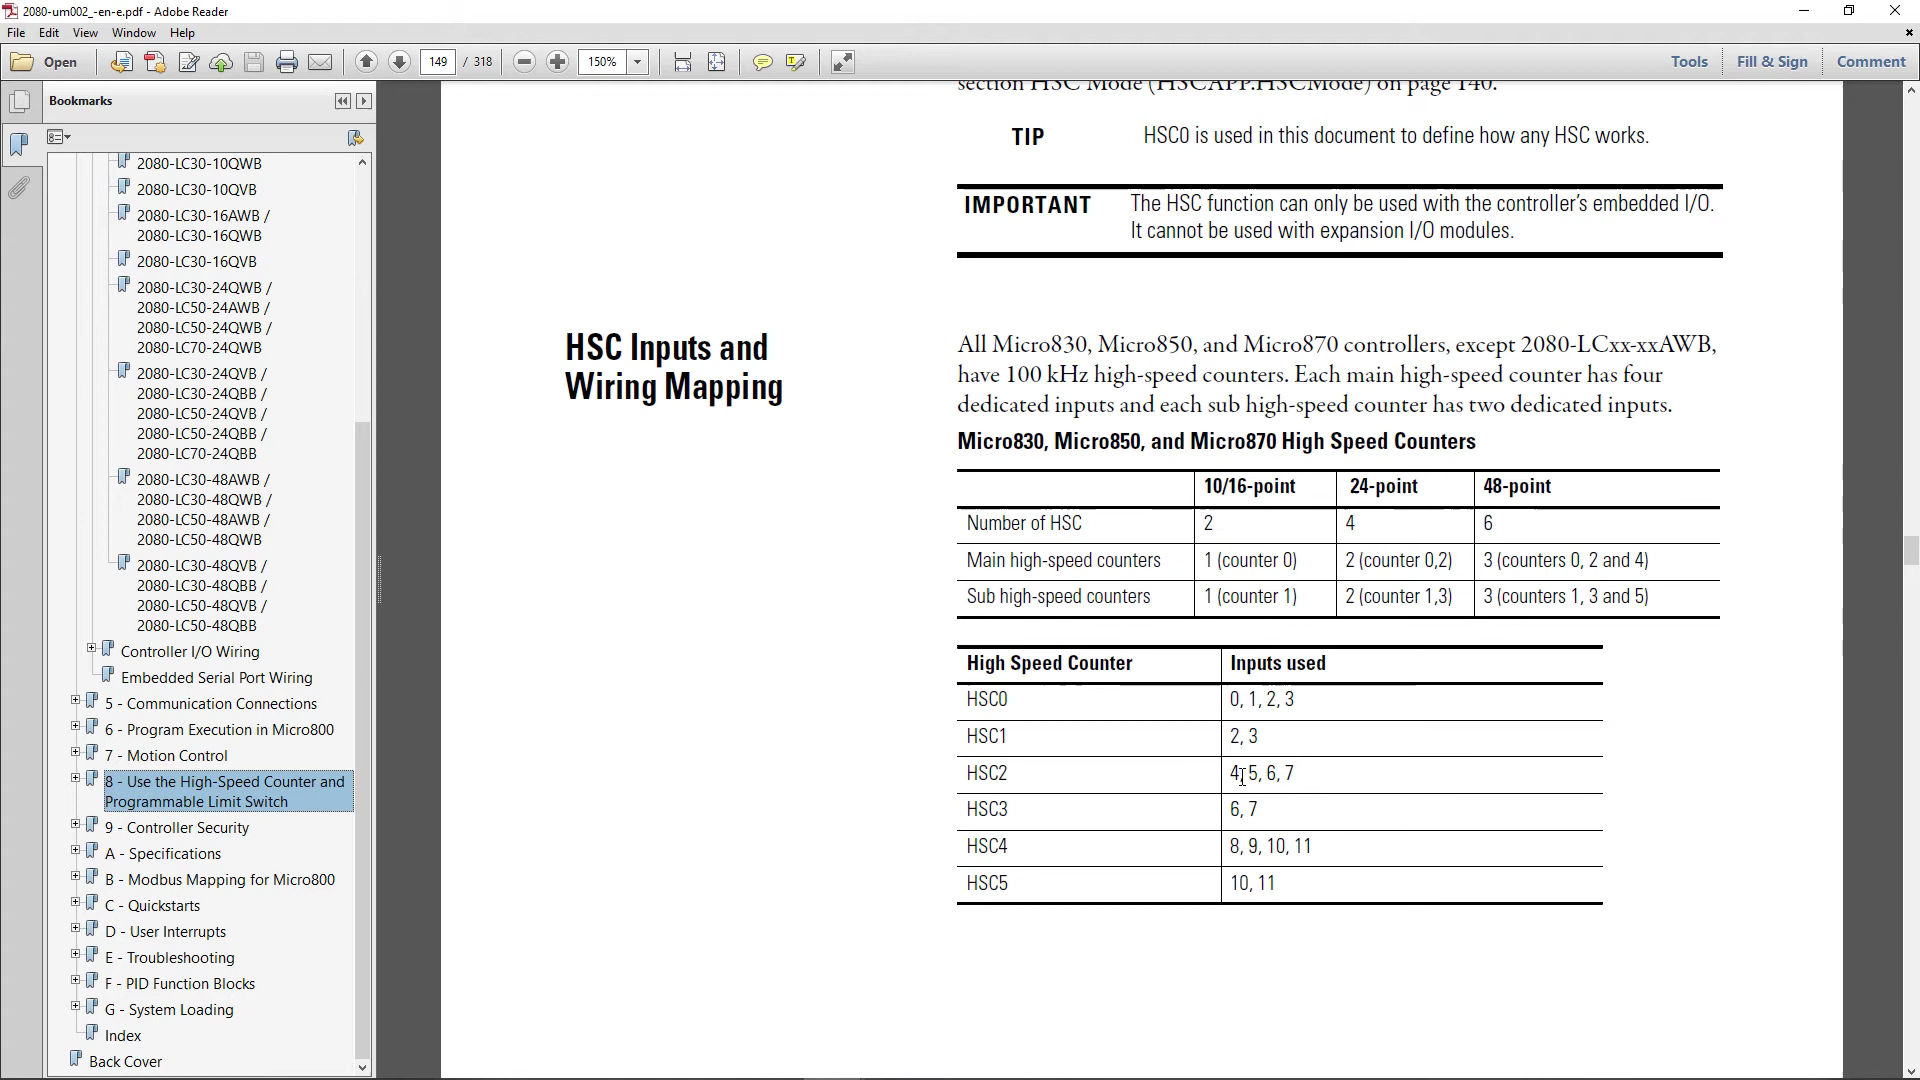 2080-um002_-en-e.pdf - Adobe Reader
File Edit View Window Help
Open 149 / 318 150% Tools Fill & Sign Comment
Bookmarks
2080-LC30-10QWB
2080-LC30-10QVB
2080-LC30-16AWB /
2080-LC30-16QWB
2080-LC30-16QVB
2080-LC30-24QWB /
2080-LC50-24AWB /
2080-LC50-24QWB /
2080-LC70-24QWB
2080-LC30-24QVB /
2080-LC30-24QBB /
2080-LC50-24QVB /
2080-LC50-24QBB /
2080-LC70-24QBB
2080-LC30-48AWB /
2080-LC30-48QWB /
2080-LC50-48AWB /
2080-LC50-48QWB
2080-LC30-48QVB /
2080-LC30-48QBB /
2080-LC50-48QVB /
2080-LC50-48QBB
Controller I/O Wiring
Embedded Serial Port Wiring
5 - Communication Connections
6 - Program Execution in Micro800
7 - Motion Control
8 - Use the High-Speed Counter and
Programmable Limit Switch
9 - Controller Security
A - Specifications
B - Modbus Mapping for Micro800
C - Quickstarts
D - User Interrupts
E - Troubleshooting
F - PID Function Blocks
G - System Loading
Index
Back Cover
section HSC Mode (HSCAPP.HSCMode) on page 140.
TIP HSC0 is used in this document to define how any HSC works.
IMPORTANT The HSC function can only be used with the controller's embedded I/O.
It cannot be used with expansion I/O modules.
HSC Inputs and
Wiring Mapping
All Micro830, Micro850, and Micro870 controllers, except 2080-LCxx-xxAWB,
have 100 kHz high-speed counters. Each main high-speed counter has four
dedicated inputs and each sub high-speed counter has two dedicated inputs.
Micro830, Micro850, and Micro870 High Speed Counters
10/16-point 24-point 48-point
Number of HSC 2 4 6
Main high-speed counters 1 (counter 0) 2 (counter 0,2) 3 (counters 0, 2 and 4)
Sub high-speed counters 1 (counter 1) 2 (counter 1,3) 3 (counters 1, 3 and 5)
High Speed Counter Inputs used
HSC0 0, 1, 2, 3
HSC1 2, 3
HSC2 4, 5, 6, 7
HSC3 6, 7
HSC4 8, 9, 10, 11
HSC5 10, 11